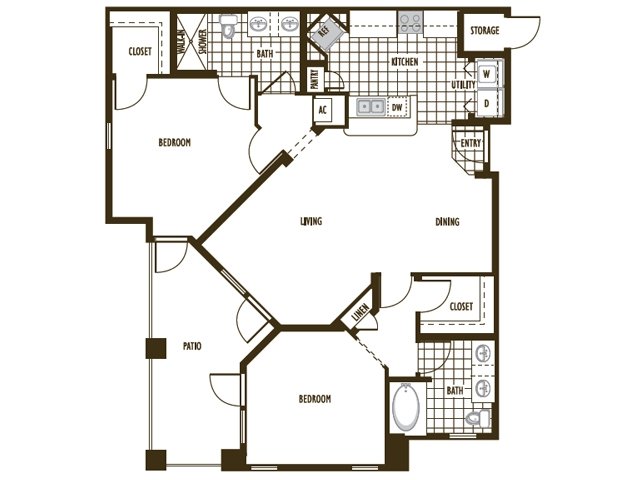 CLOSET
WALK-IN
SHOWER
BATH
REF
KITCHEN
STORAGE
PANTRY
UTILITY
W
D
AC
DW
BEDROOM
ENTRY
LIVING
DINING
LINEN
CLOSET
PATIO
BEDROOM
BATH